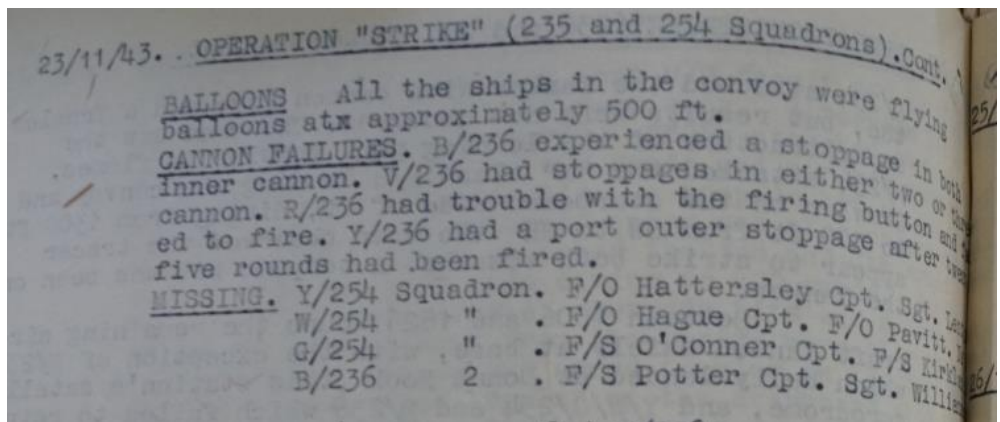 23/11/43. . OPERATION "STRIKE" (235 and 254 Squadrons).Cont.
BALLOONS All the ships in the convoy were flying
balloons atx approximately 500 ft.
CANNON FAILURES. B/236 experienced a stoppage in both
inner cannon. V/236 had stoppages in either two or
cannon. R/236 had trouble with the firing button and
ed to fire. Y/236 had a port outer stoppage after
five rounds had been fired.
MISSING. Y/254 Squadron. F/O Hattersley Cpt. Sgt.
W/254 " . F/O Hague Cpt. F/O Pavitt.
G/254 " . F/S O'Conner Cpt. F/S
B/236 2 . F/S Potter Cpt. Sgt.
25/
26/